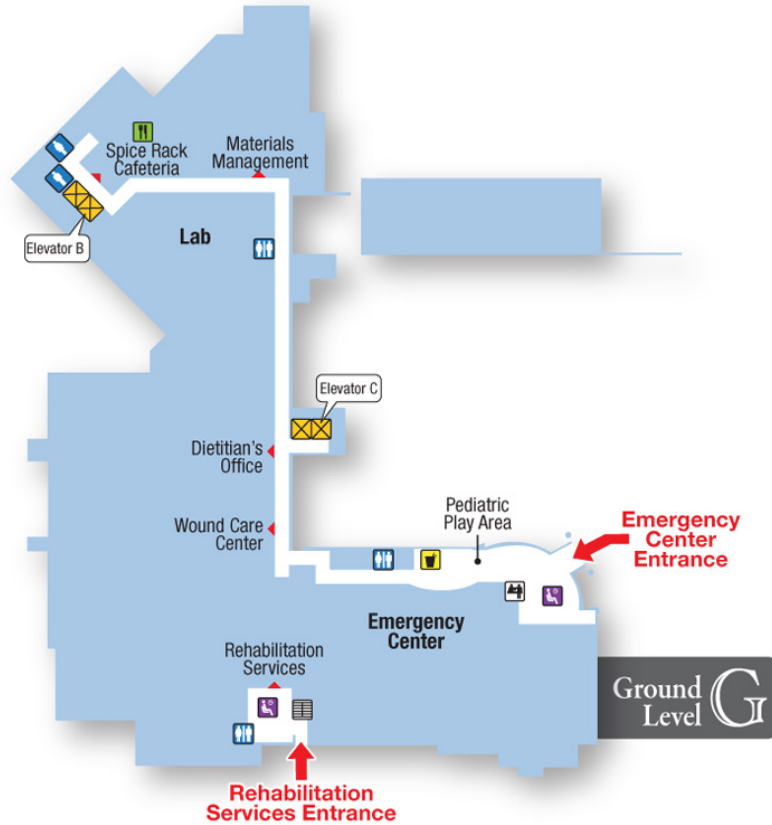 Spice Rack
Cafeteria
Materials
Management
Elevator B
Lab
Elevator C
Dietitian's
Office
Wound Care
Center
Pediatric
Play Area
Emergency
Center
Entrance
Emergency
Center
Rehabilitation
Services
Ground
Level
G
Rehabilitation
Services Entrance